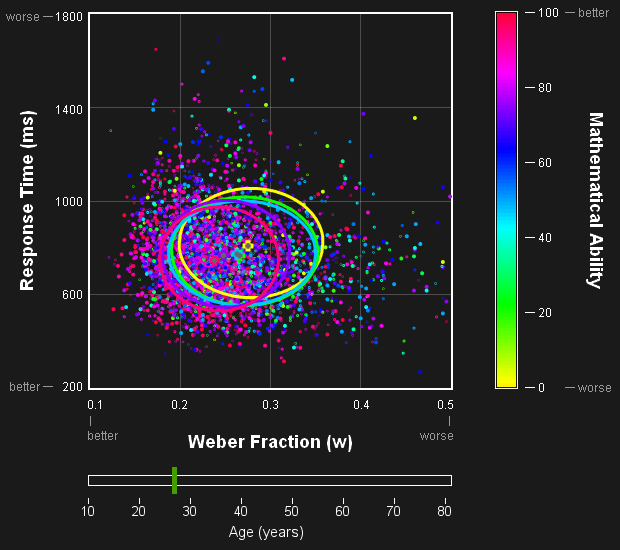 worse
1800
1400
1000
600
better
200
Response Time (ms)
0.1
0.2
0.3
0.4
0.5
better
worse
Weber Fraction (w)
100
better
80
60
40
20
0
worse
Mathematical Ability
10
20
30
40
50
60
70
80
Age (years)